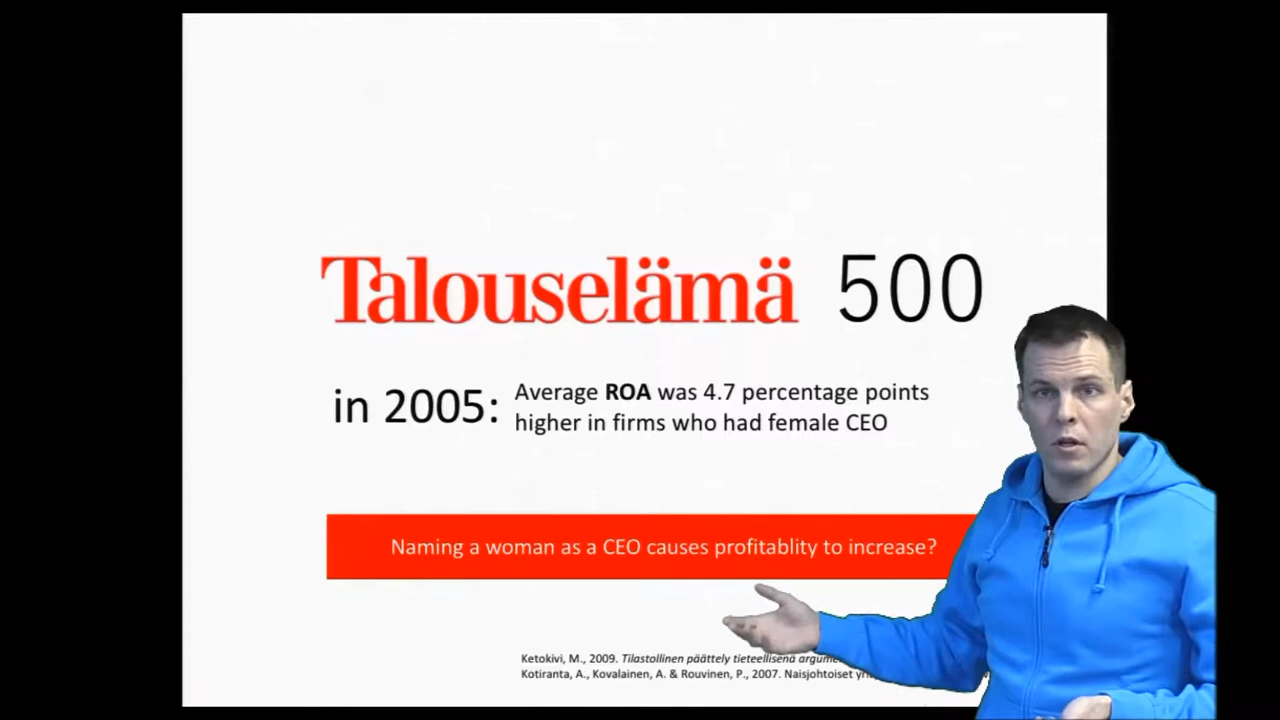 Talouselämä 500
in 2005: Average ROA was 4.7 percentage points
higher in firms who had female CEO
Naming a woman as a CEO causes profitablity to increase?
Ketokivi, M., 2009. Tilastollinen päättely tieteellisenä
Kotiranta, A., Kovalainen, A. & Rouvinen, P., 2007. Naisjohtoiset